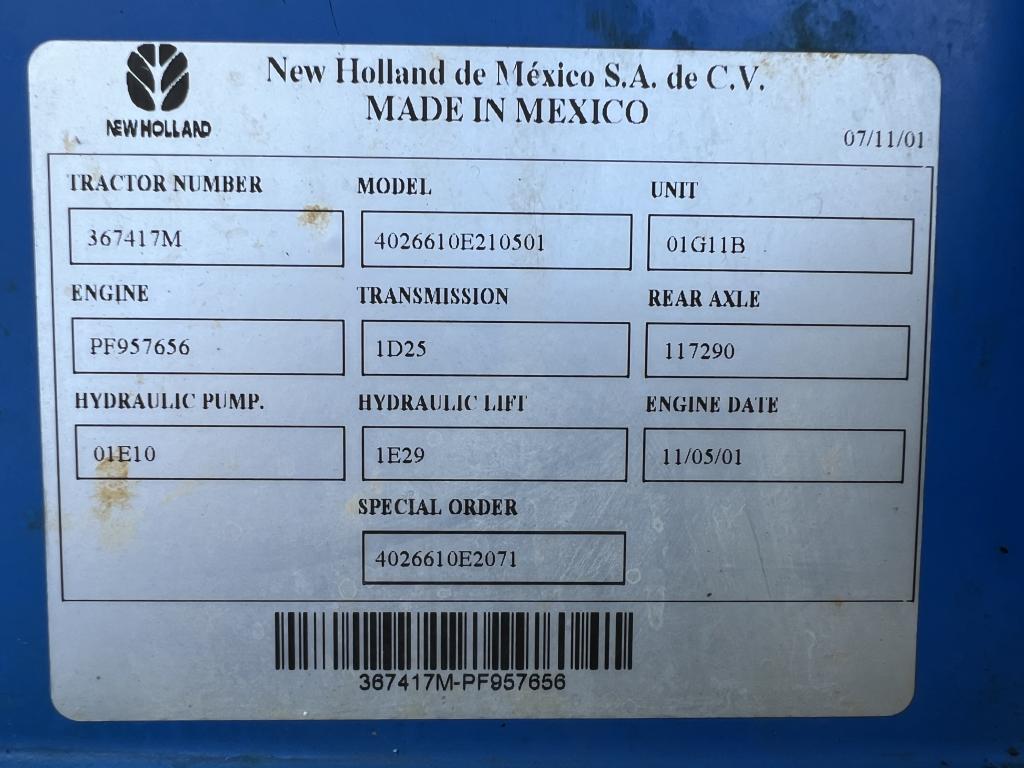 New Holland de México S.A. de C.V.
MADE IN MEXICO
NEW HOLLAND
07/11/01
TRACTOR NUMBER MODEL UNIT
367417M 4026610E210501 01G11B
ENGINE TRANSMISSION REAR AXLE
PF957656 1D25 117290
HYDRAULIC PUMP. HYDRAULIC LIFT ENGINE DATE
01E10 1E29 11/05/01
SPECIAL ORDER
4026610E2071
367417M-PF957656